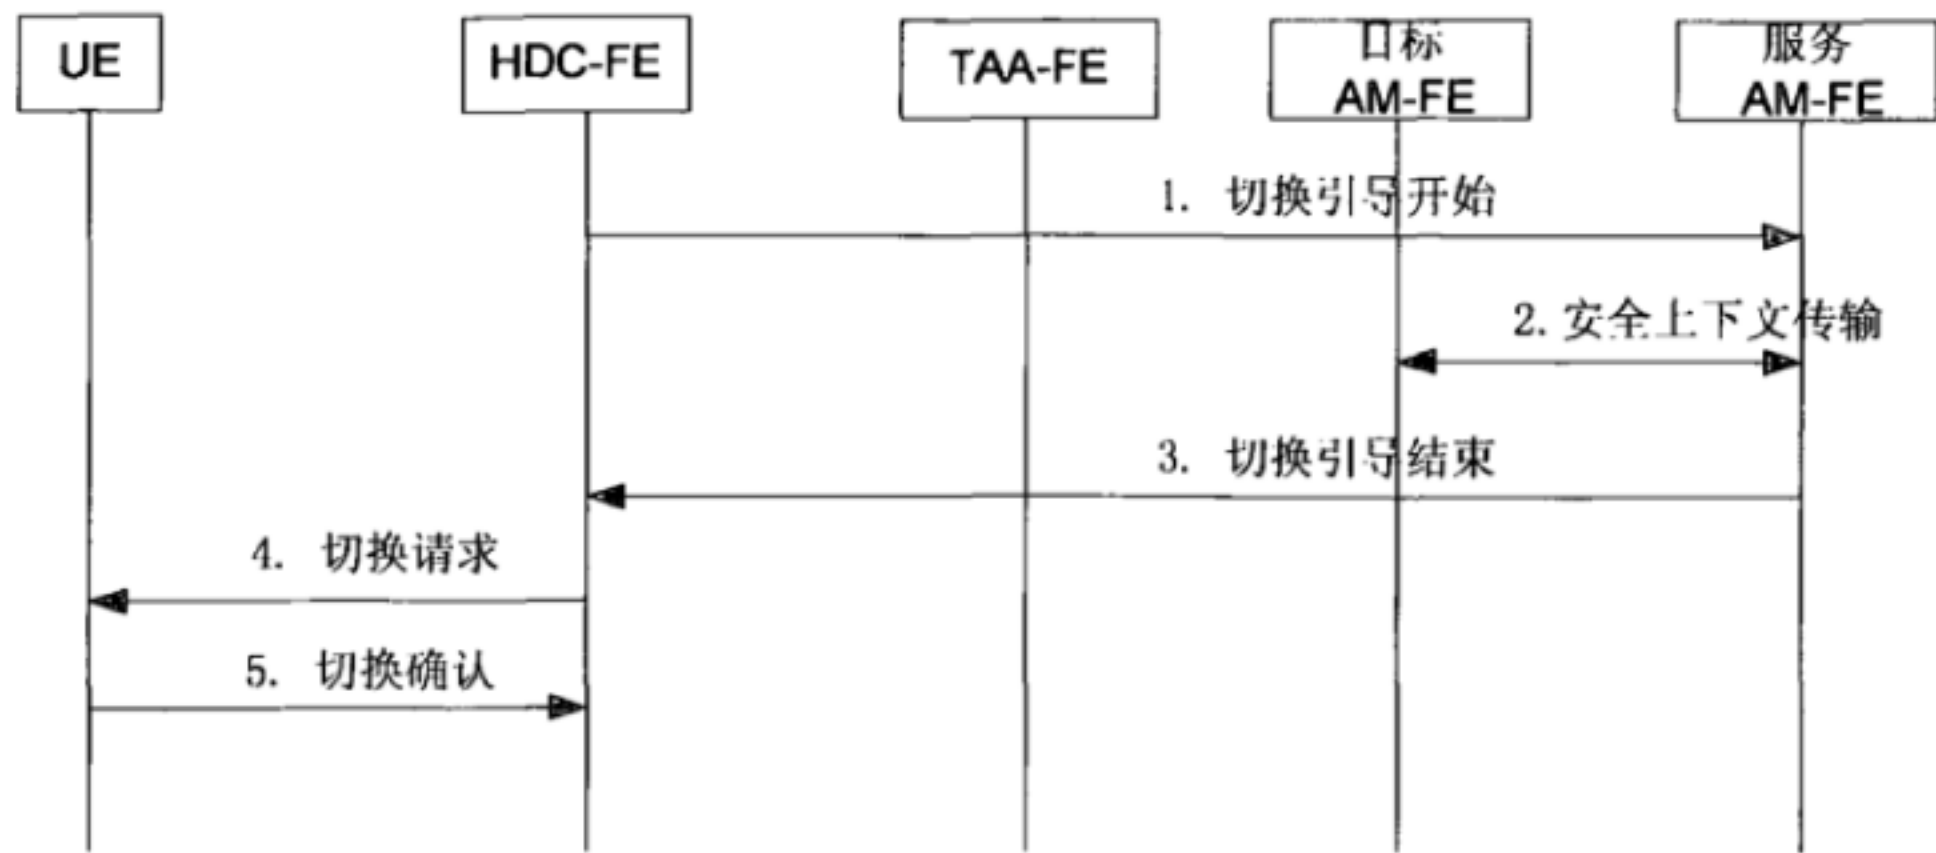 UE
HDC-FE
TAA-FE
目标
AM-FE
服务
AM-FE
1. 切换引导开始
2. 安全上下文传输
3. 切换引导结束
4. 切换请求
5. 切换确认